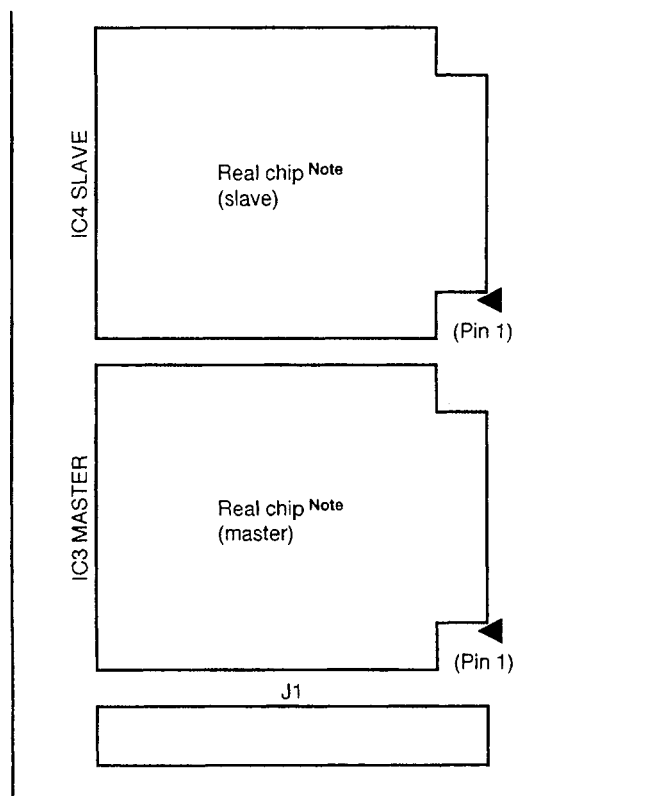 IC4 SLAVE
Real chip Note
(slave)
(Pin 1)
IC3 MASTER
Real chip Note
(master)
(Pin 1)
J1